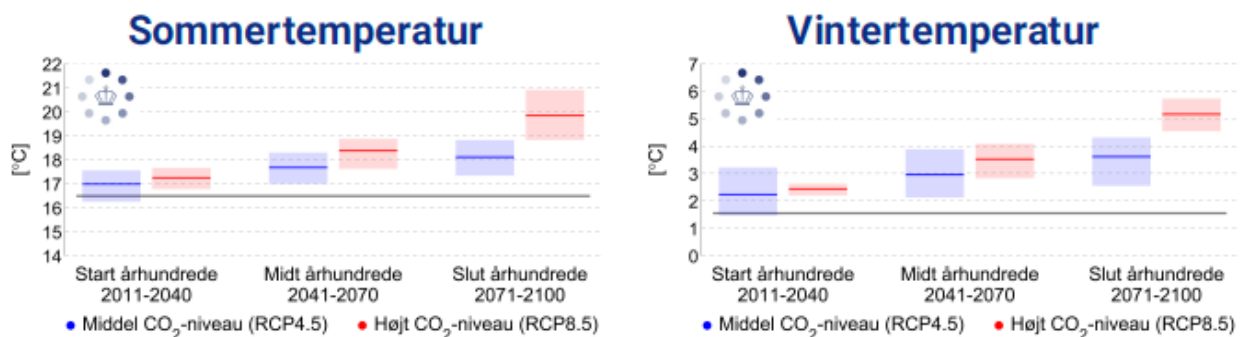 Sommertemperatur
22
21
20
19
18
17
16
15
14
[°C]
Start århundrede
2011-2040
Midt århundrede
2041-2070
Slut århundrede
2071-2100
Middel CO₂-niveau (RCP4.5)
Højt CO₂-niveau (RCP8.5)
Vintertemperatur
7
6
5
4
3
2
1
0
[°C]
Start århundrede
2011-2040
Midt århundrede
2041-2070
Slut århundrede
2071-2100
Middel CO₂-niveau (RCP4.5)
Højt CO₂-niveau (RCP8.5)